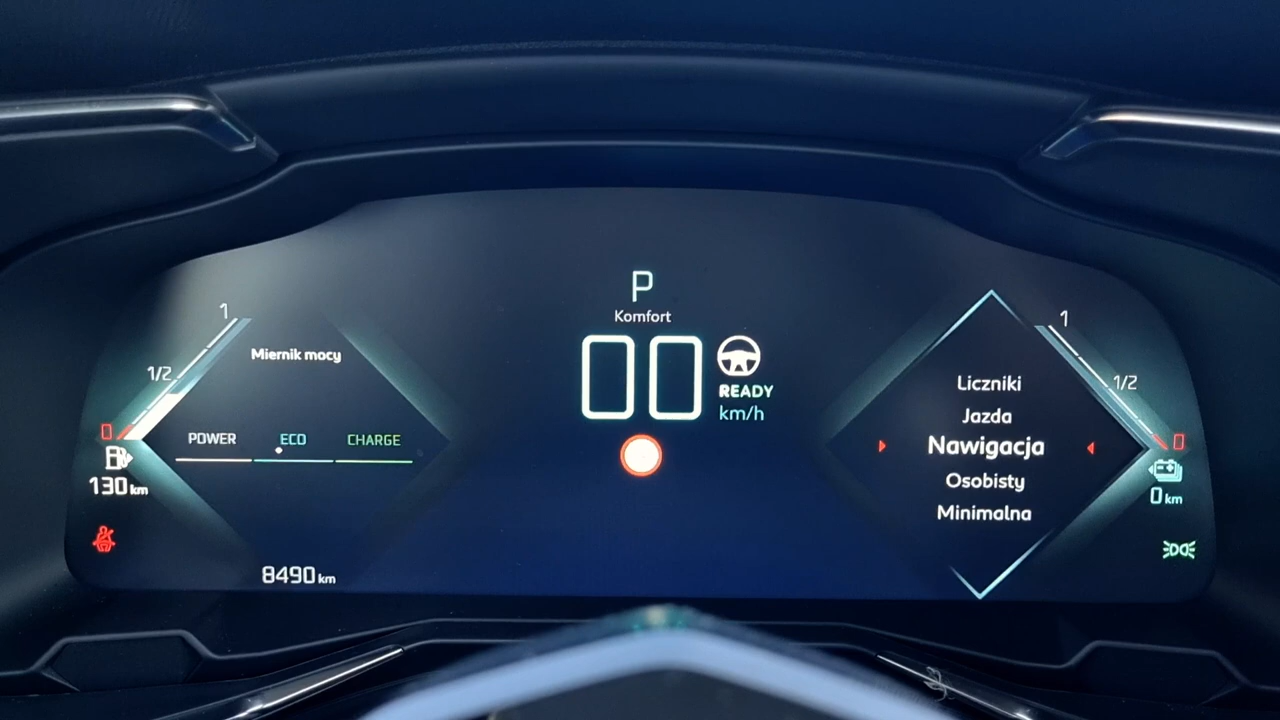 1
1/2
0
130 km
Miernik mocy
POWER ECO CHARGE
8490 km
P
Komfort
00
READY
km/h
Liczniki
Jazda
Nawigacja
Osobisty
Minimalna
1
1/2
0
0 km